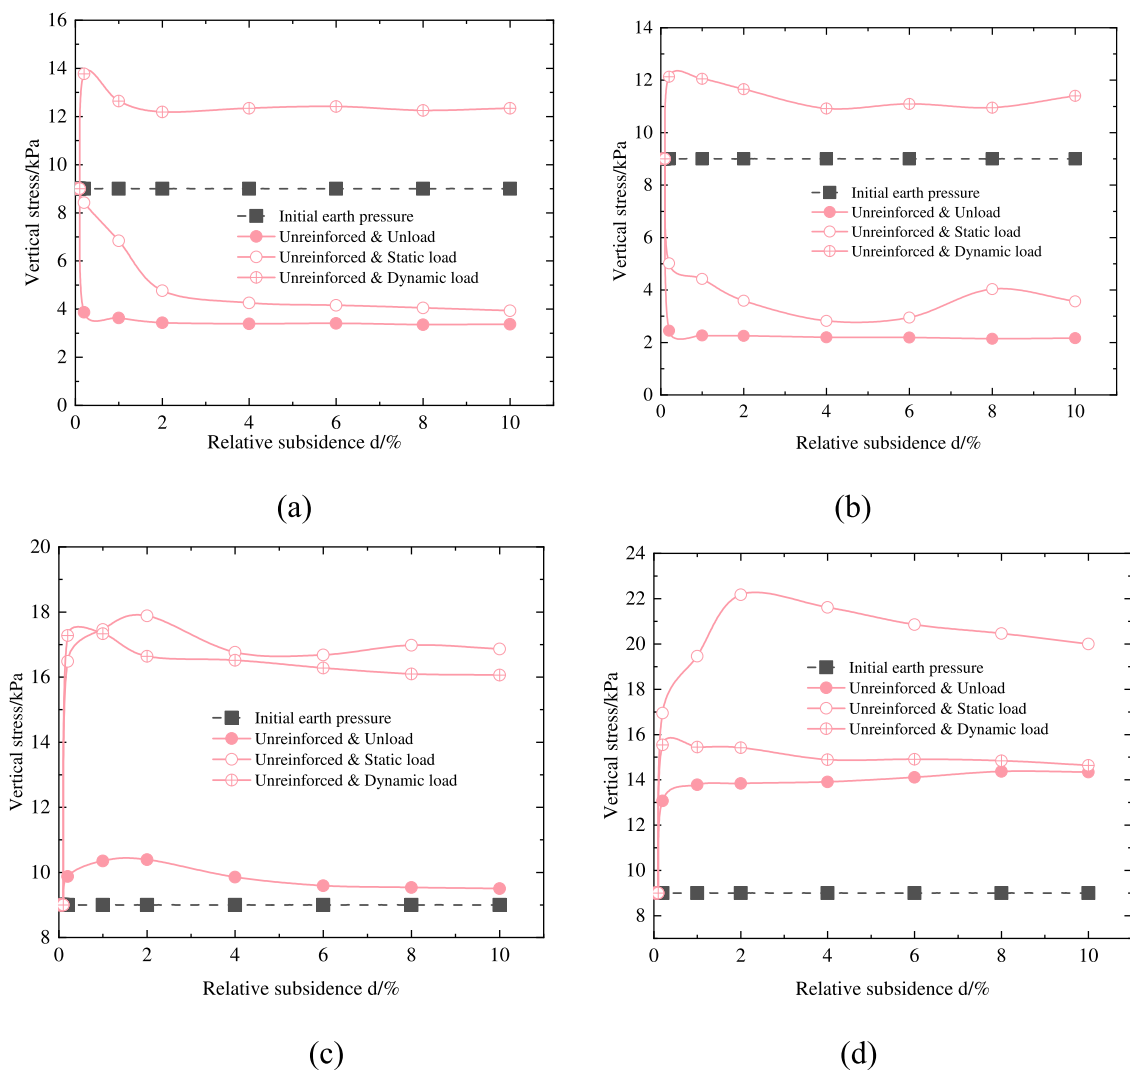 16
14
12
10
8
6
4
2
0
Vertical stress/kPa
Initial earth pressure
Unreinforced & Unload
Unreinforced & Static load
Unreinforced & Dynamic load
0 2 4 6 8 10
Relative subsidence d/%
(a)
14
12
10
8
6
4
2
0
Vertical stress/kPa
Initial earth pressure
Unreinforced & Unload
Unreinforced & Static load
Unreinforced & Dynamic load
0 2 4 6 8 10
Relative subsidence d/%
(b)
20
18
16
14
12
10
8
Vertical stress/kPa
Initial earth pressure
Unreinforced & Unload
Unreinforced & Static load
Unreinforced & Dynamic load
0 2 4 6 8 10
Relative subsidence d/%
(c)
24
22
20
18
16
14
12
10
8
Vertical stress/kPa
Initial earth pressure
Unreinforced & Unload
Unreinforced & Static load
Unreinforced & Dynamic load
0 2 4 6 8 10
Relative subsidence d/%
(d)